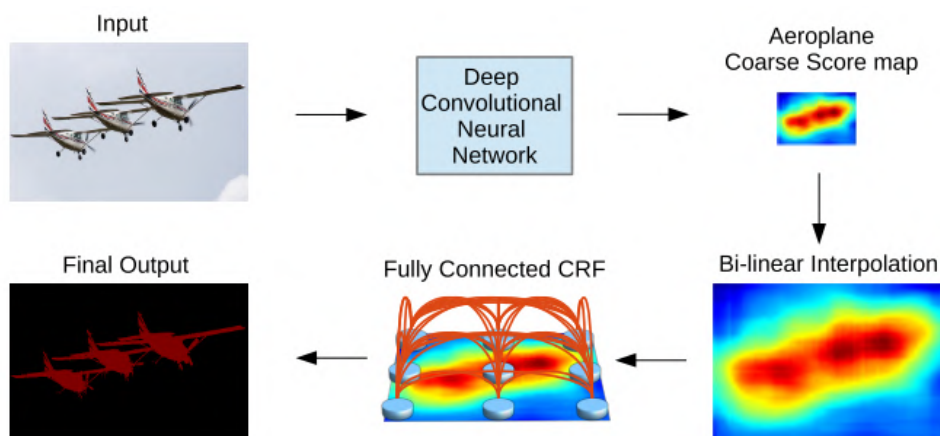 Input
Deep
Convolutional
Neural
Network
Aeroplane
Coarse Score map
Final Output
Fully Connected CRF
Bi-linear Interpolation